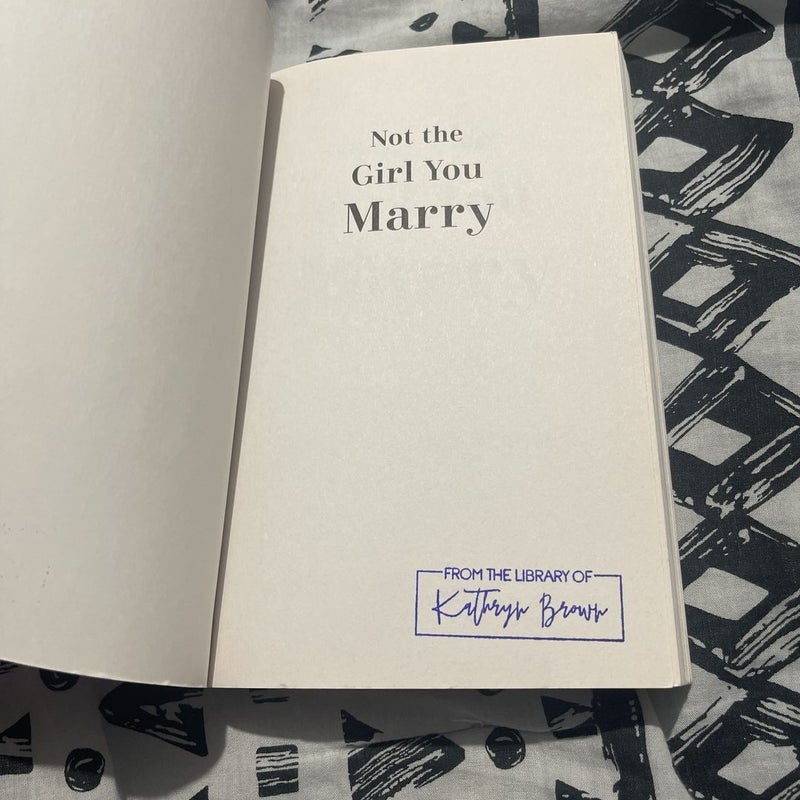 Not the
Girl You
Marry
FROM THE LIBRARY OF
Kathryn Brown